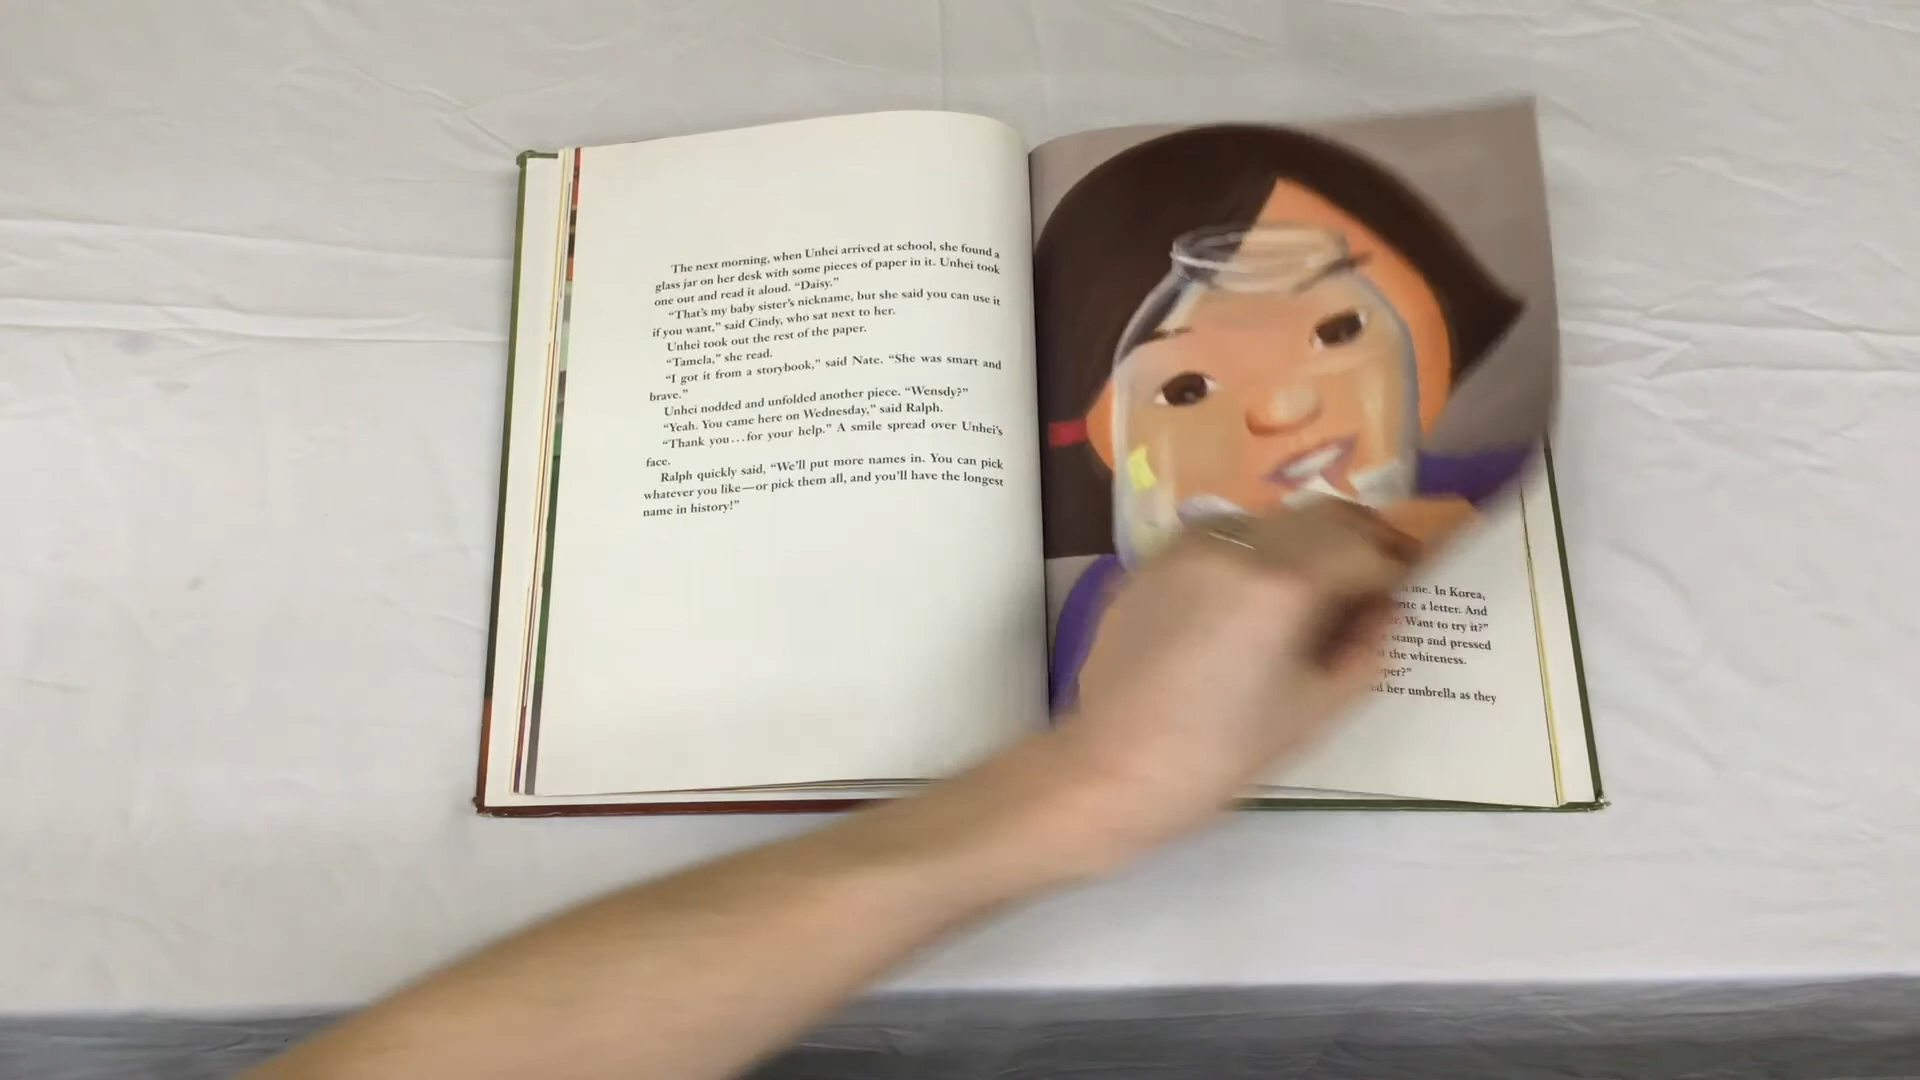 The next morning, when Unhei arrived at school, she found a
glass jar on her desk with some pieces of paper in it. Unhei took
one out and read it aloud. “Daisy.”
“That’s my baby sister’s nickname, but she said you can use it
if you want,” said Cindy, who sat next to her.
Unhei took out the rest of the paper.
“Tamela,” she read.
“I got it from a storybook,” said Nate. “She was smart and
brave.”
Unhei nodded and unfolded another piece. “Wensdy?”
“Yeah. You came here on Wednesday,” said Ralph.
“Thank you...for your help.” A smile spread over Unhei’s
face.
Ralph quickly said, “We’ll put more names in. You can pick
whatever you like—or pick them all, and you’ll have the longest
name in history!”
me. In Korea,
a letter. And
Want to try it?”
stamp and pressed
the whiteness.
her umbrella as they